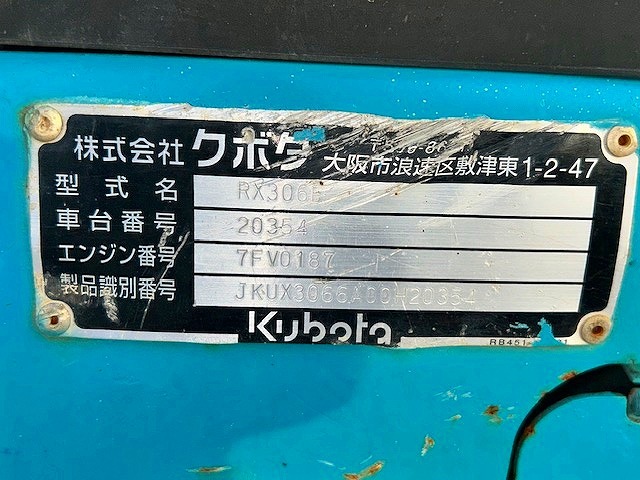 株式会社 クボタ
大阪市浪速区敷津東1-2-47
型式名 RX306E
車台番号 20354
エンジン番号 7FV0187
製品識別番号 JKUX3066A00H20354
Kubota
RB451